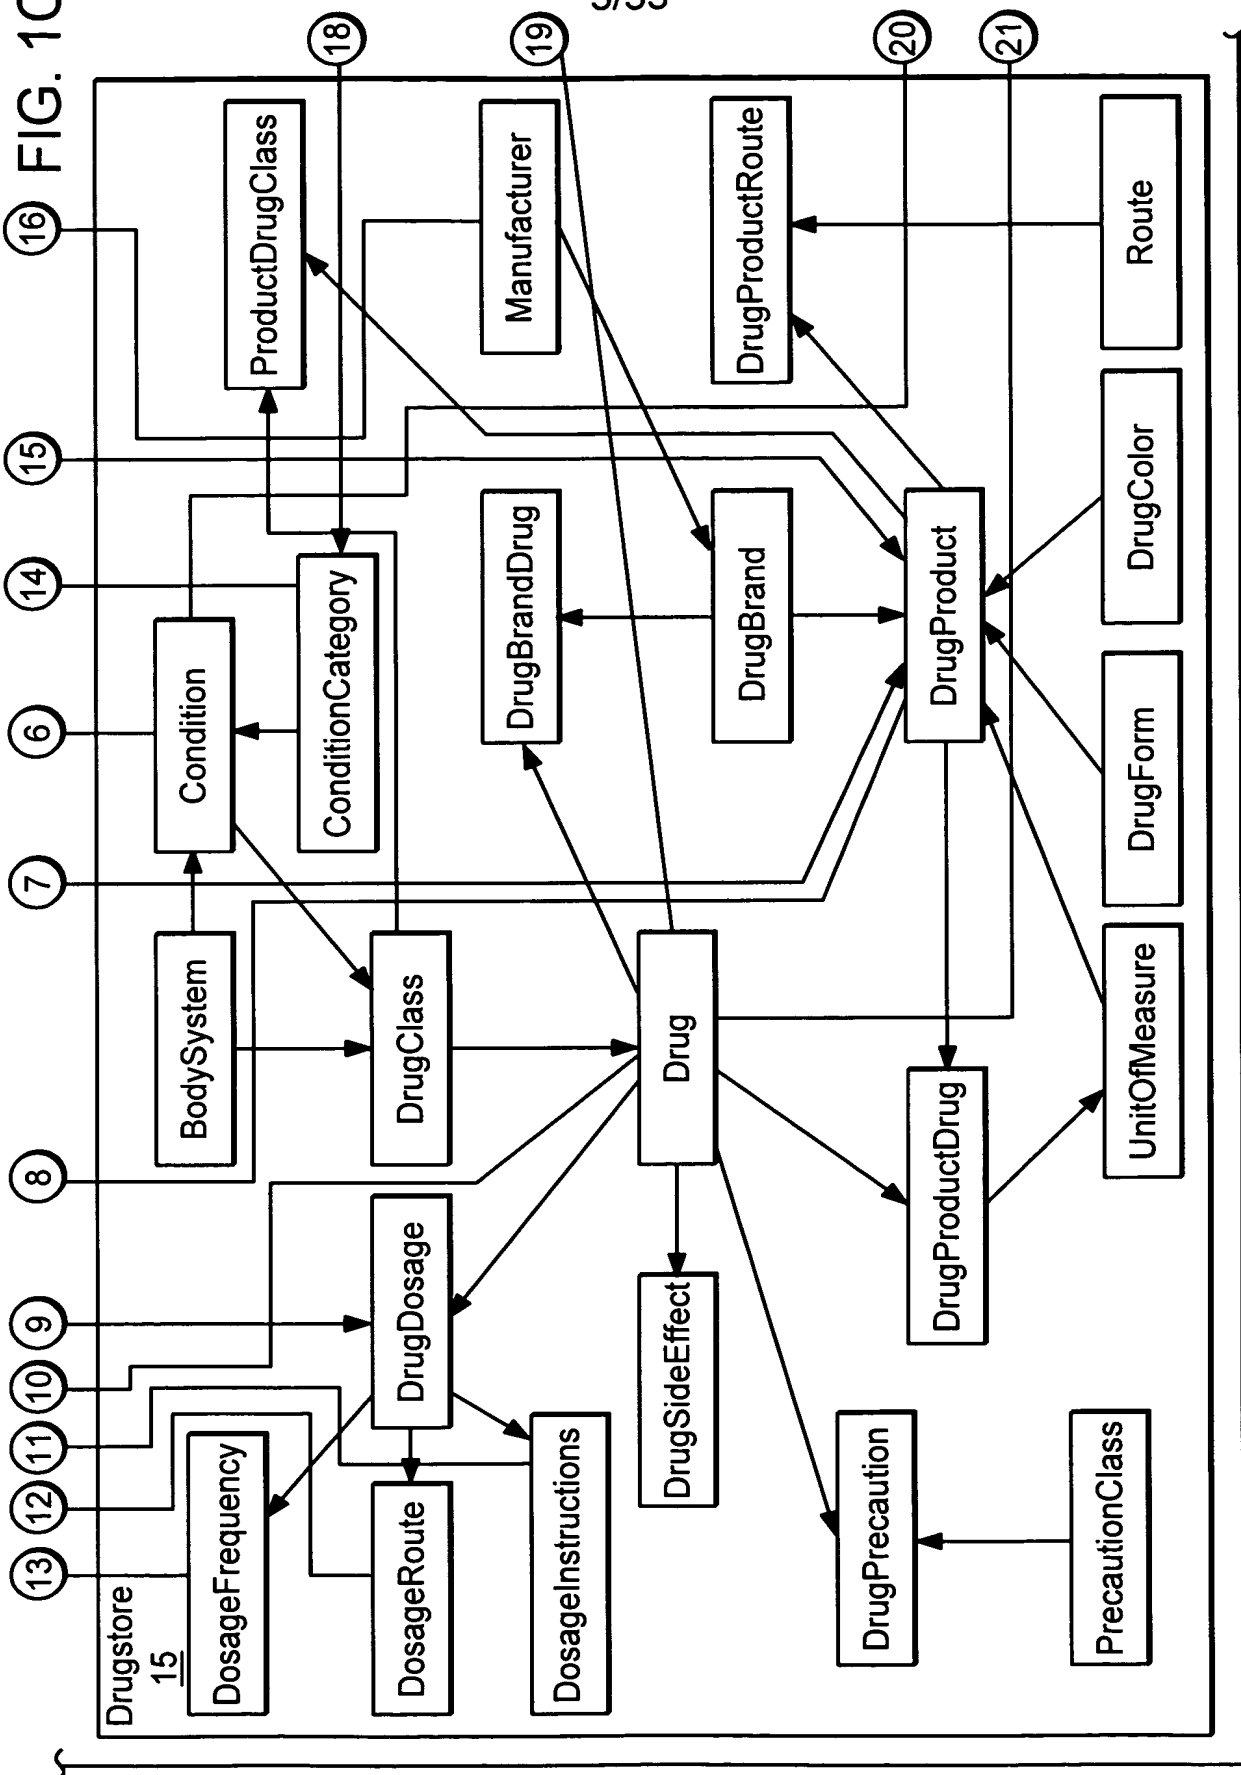 13
12
11
10
9
8
7
6
14
15
16
FIG. 1C
Drugstore
15
DosageFrequency
BodySystem
Condition
ProductDrugClass
18
DosageRoute
DrugDosage
DrugClass
ConditionCategory
DosageInstructions
DrugBrandDrug
Manufacturer
19
DrugSideEffect
Drug
DrugBrand
DrugProductRoute
DrugPrecaution
DrugProductDrug
DrugProduct
20
21
PrecautionClass
UnitOfMeasure
DrugForm
DrugColor
Route